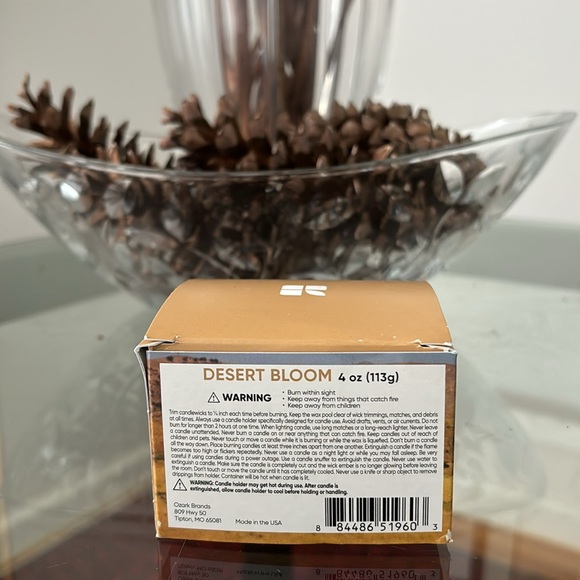 DESERT BLOOM 4 oz (113g)
⚠ WARNING
• Burn within sight
• Keep away from things that catch fire
• Keep away from children
Trim candlewicks to ¼ inch each time before burning. Keep the wax pool clear of wick trimmings, matches, and debris
at all times. Always use a candle holder specifically designed for candle use. Avoid drafts, vents, or air currents. Do not
burn for longer than 2 hours at one time. When lighting candle, use long matches or a long-reach lighter. Never leave
a candle unattended. Never burn a candle on or near anything that can catch fire. Keep candles out of reach of
children and pets. Never touch or move a candle while it is burning or while the wax is liquefied. Don't burn a candle
all the way down. Place burning candles at least three inches apart from one another. Extinguish a candle if the flame
becomes too high or flickers repeatedly. Never use a candle as a night light or while you may fall asleep. Be very
careful if using candles during a power outage. Use a candle snuffer to extinguish the candle. Never use water to
extinguish a candle. Make sure the candle is completely out and the wick ember is no longer glowing before leaving
the room. Don't touch or move the candle until it has completely cooled. Never use a knife or sharp object to remove
drippings from holder. Container will be hot when candle is lit.
⚠ WARNING: Candle holder may get hot during use. After candle is
extinguished, allow candle holder to cool before holding or handling.
Ozark Brands
809 Hwy 50
Tipton, MO 65081
Made in the USA
8 84486 51960 3